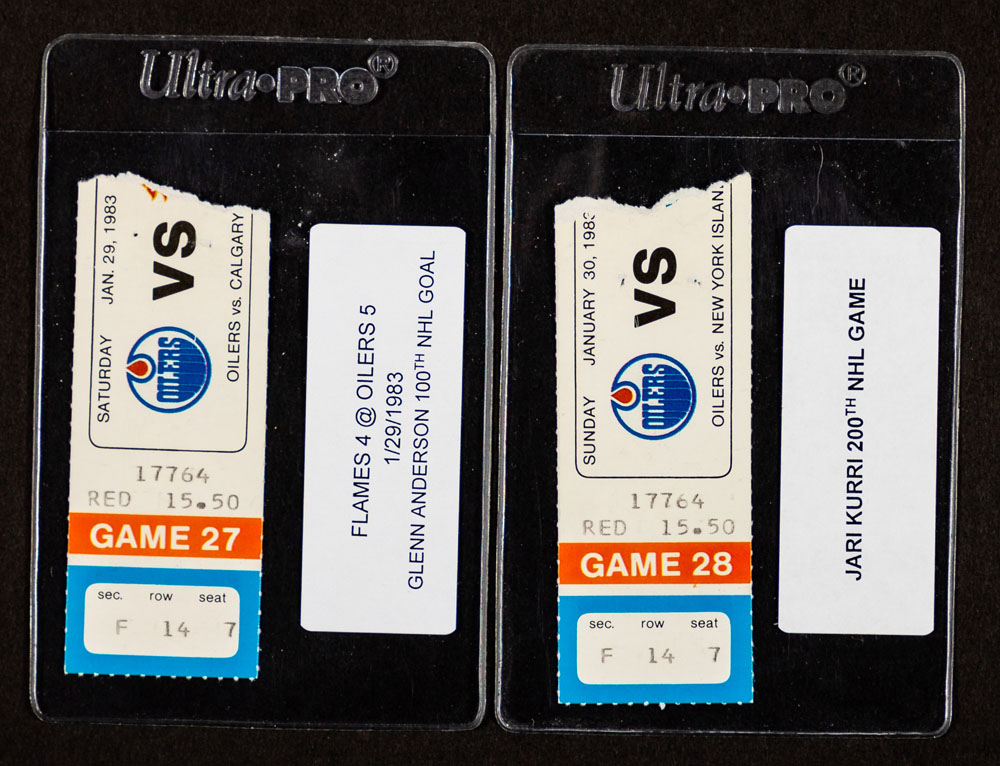 Ultra•PRO®
SATURDAY JAN. 29, 1983
VS
OILERS
OILERS vs. CALGARY
17764
RED 15.50
GAME 27
sec. row seat
F 14 7
FLAMES 4 @ OILERS 5
1/29/1983
GLENN ANDERSON 100TH NHL GOAL
Ultra•PRO®
SUNDAY JANUARY 30, 1983
VS
OILERS
OILERS vs. NEW YORK ISLAN.
17764
RED 15.50
GAME 28
sec. row seat
F 14 7
JARI KURRI 200TH NHL GAME